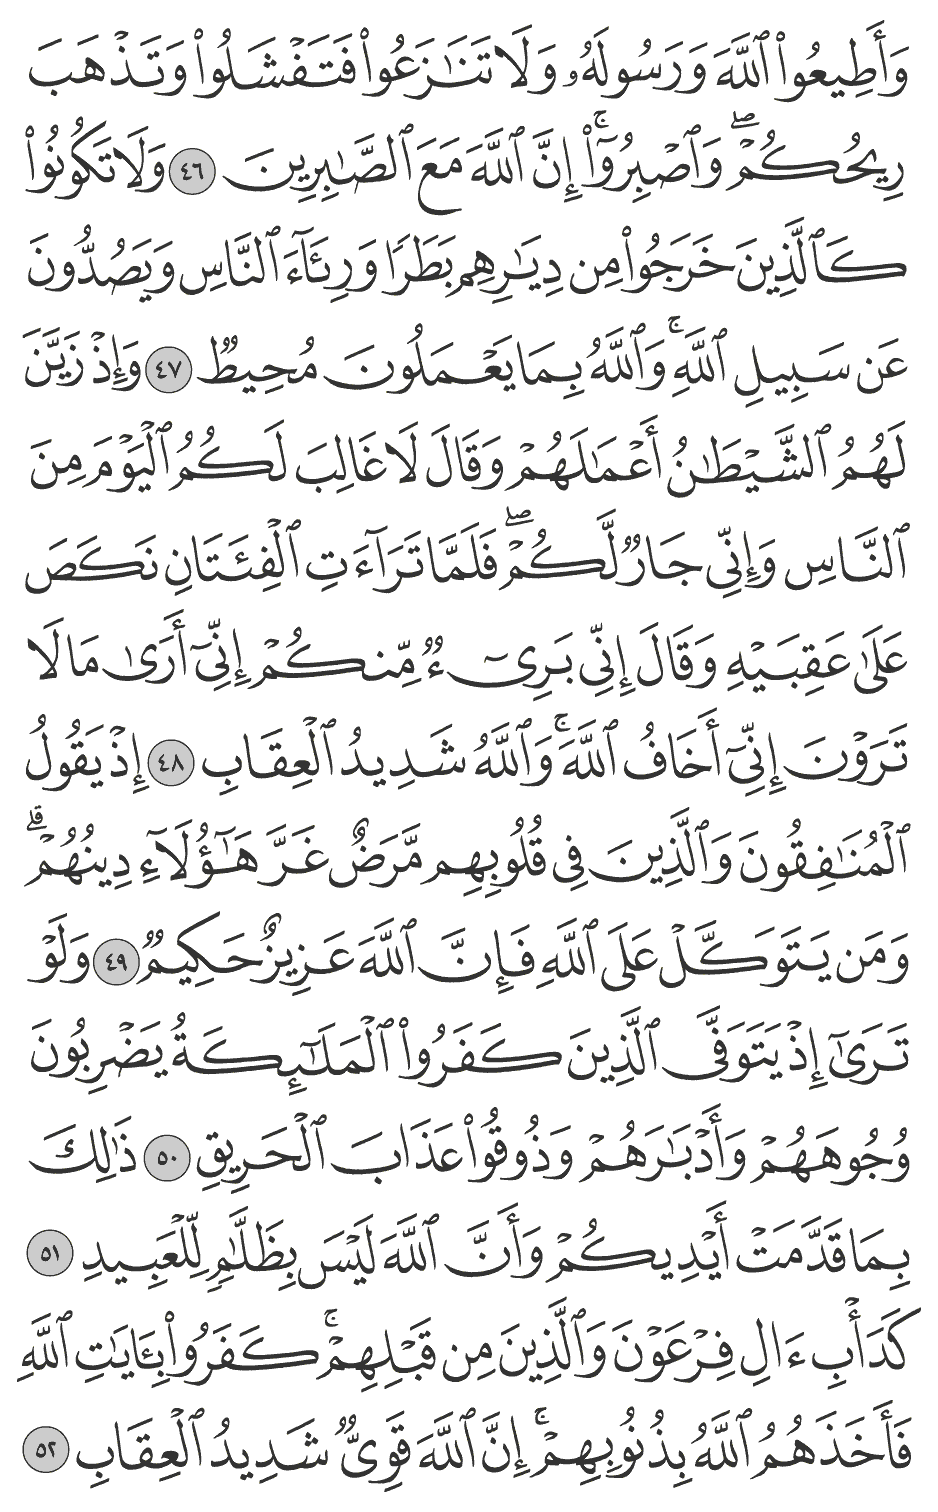 وَأَطِيعُوا۟ ٱللَّهَ وَرَسُولَهُۥ وَلَا تَنَـٰزَعُوا۟ فَتَفْشَلُوا۟ وَتَذْهَبَ
رِيحُكُمْ ۖ وَٱصْبِرُوٓا۟ ۚ إِنَّ ٱللَّهَ مَعَ ٱلصَّـٰبِرِينَ ٤٦ وَلَا تَكُونُوا۟
كَٱلَّذِينَ خَرَجُوا۟ مِن دِيَـٰرِهِم بَطَرًا وَرِئَآءَ ٱلنَّاسِ وَيَصُدُّونَ
عَن سَبِيلِ ٱللَّهِ ۚ وَٱللَّهُ بِمَا يَعْمَلُونَ مُحِيطٌ ٤٧ وَإِذْ زَيَّنَ
لَهُمُ ٱلشَّيْطَـٰنُ أَعْمَـٰلَهُمْ وَقَالَ لَا غَالِبَ لَكُمُ ٱلْيَوْمَ مِنَ
ٱلنَّاسِ وَإِنِّى جَارٌ لَّكُمْ ۖ فَلَمَّا تَرَآءَتِ ٱلْفِئَتَانِ نَكَصَ
عَلَىٰ عَقِبَيْهِ وَقَالَ إِنِّى بَرِىٓءٌ مِّنكُمْ إِنِّىٓ أَرَىٰ مَا لَا
تَرَوْنَ إِنِّىٓ أَخَافُ ٱللَّهَ ۚ وَٱللَّهُ شَدِيدُ ٱلْعِقَابِ ٤٨ إِذْ يَقُولُ
ٱلْمُنَـٰفِقُونَ وَٱلَّذِينَ فِى قُلُوبِهِم مَّرَضٌ غَرَّ هَـٰٓؤُلَآءِ دِينُهُمْ ۗ
وَمَن يَتَوَكَّلْ عَلَى ٱللَّهِ فَإِنَّ ٱللَّهَ عَزِيزٌ حَكِيمٌ ٤٩ وَلَوْ
تَرَىٰٓ إِذْ يَتَوَفَّى ٱلَّذِينَ كَفَرُوا۟ ٱلْمَلَـٰٓئِكَةُ يَضْرِبُونَ
وُجُوهَهُمْ وَأَدْبَـٰرَهُمْ وَذُوقُوا۟ عَذَابَ ٱلْحَرِيقِ ٥٠ ذَٰلِكَ
بِمَا قَدَّمَتْ أَيْدِيكُمْ وَأَنَّ ٱللَّهَ لَيْسَ بِظَلَّـٰمٍ لِّلْعَبِيدِ ٥١
كَدَأْبِ ءَالِ فِرْعَوْنَ وَٱلَّذِينَ مِن قَبْلِهِمْ ۚ كَفَرُوا۟ بِـَٔايَـٰتِ ٱللَّهِ
فَأَخَذَهُمُ ٱللَّهُ بِذُنُوبِهِمْ ۚ إِنَّ ٱللَّهَ قَوِىٌّ شَدِيدُ ٱلْعِقَابِ ٥٢